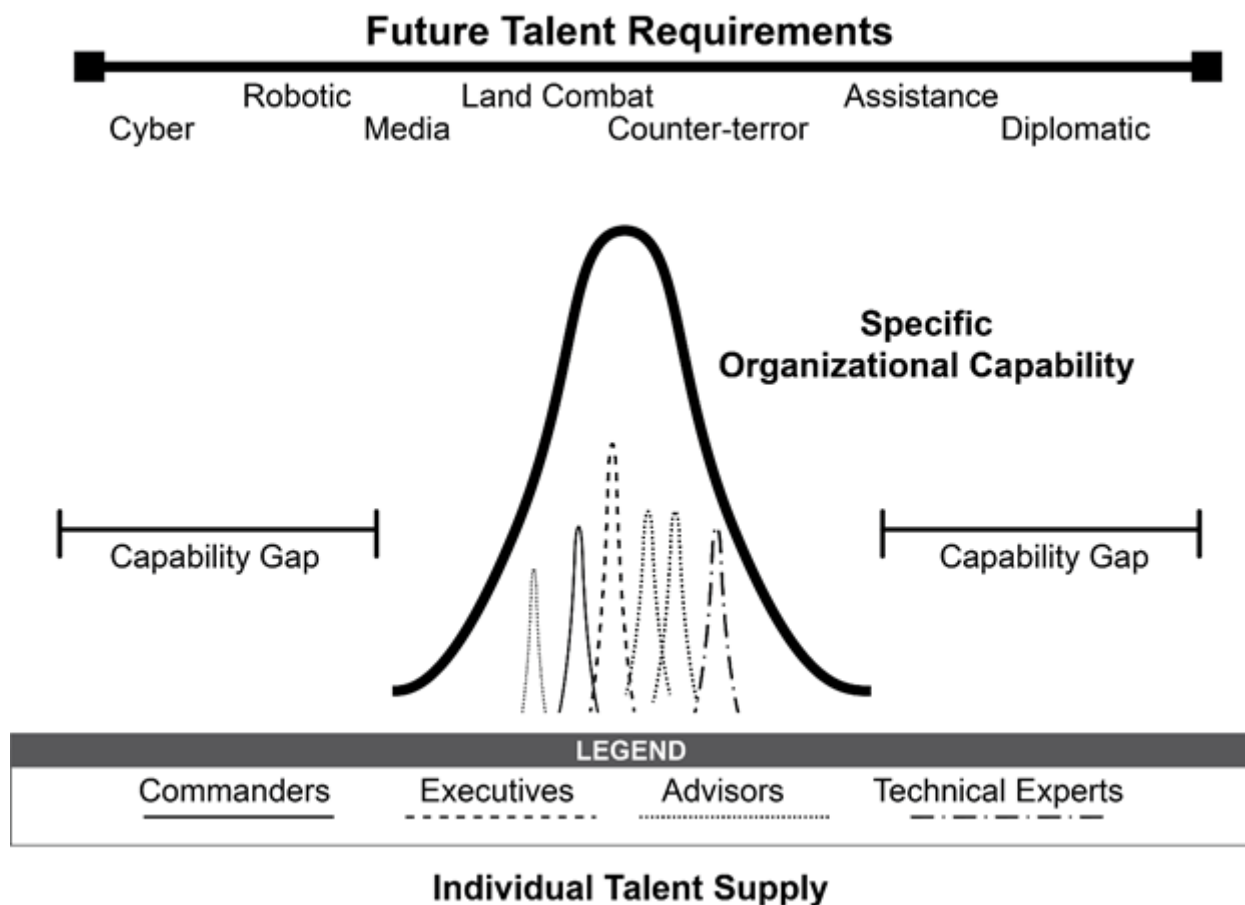 Future Talent Requirements
Robotic Land Combat Assistance
Cyber Media Counter-terror Diplomatic
Specific
Organizational Capability
Capability Gap Capability Gap
LEGEND
Commanders Executives Advisors Technical Experts
Individual Talent Supply